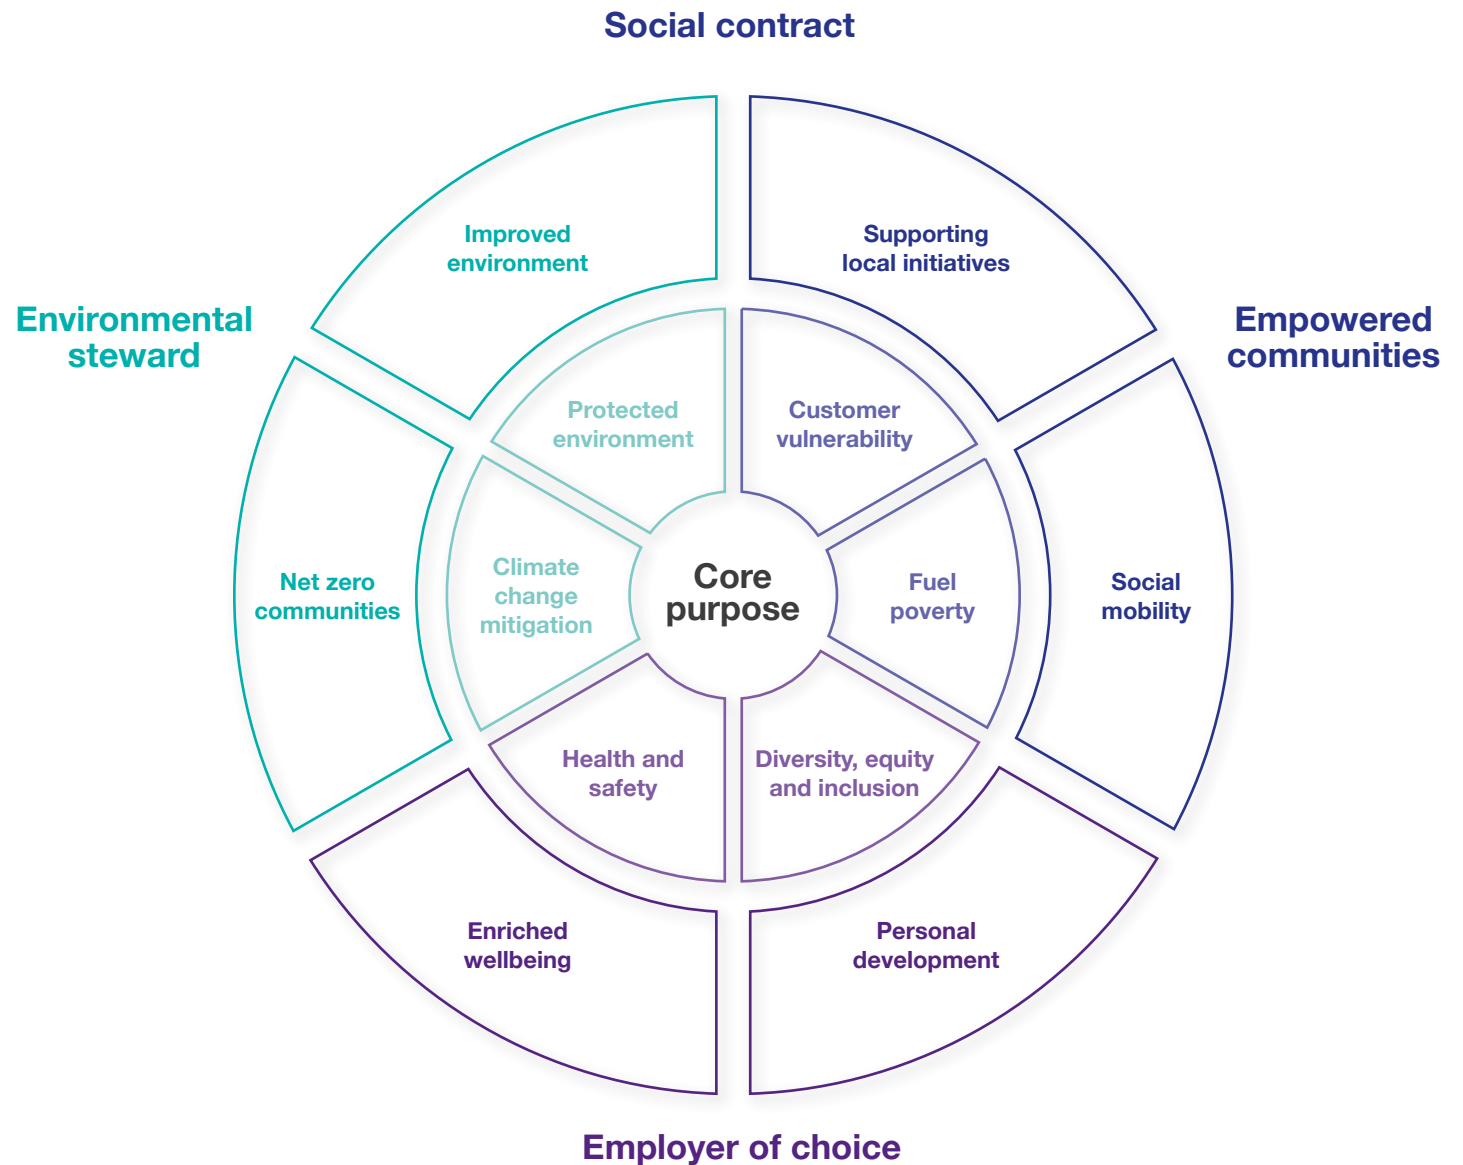 Social contract
Improved
environment
Supporting
local initiatives
Environmental
steward
Empowered
communities
Protected
environment
Customer
vulnerability
Net zero
communities
Climate
change
mitigation
Core
purpose
Fuel
poverty
Social
mobility
Health and
safety
Diversity, equity
and inclusion
Enriched
wellbeing
Personal
development
Employer of choice